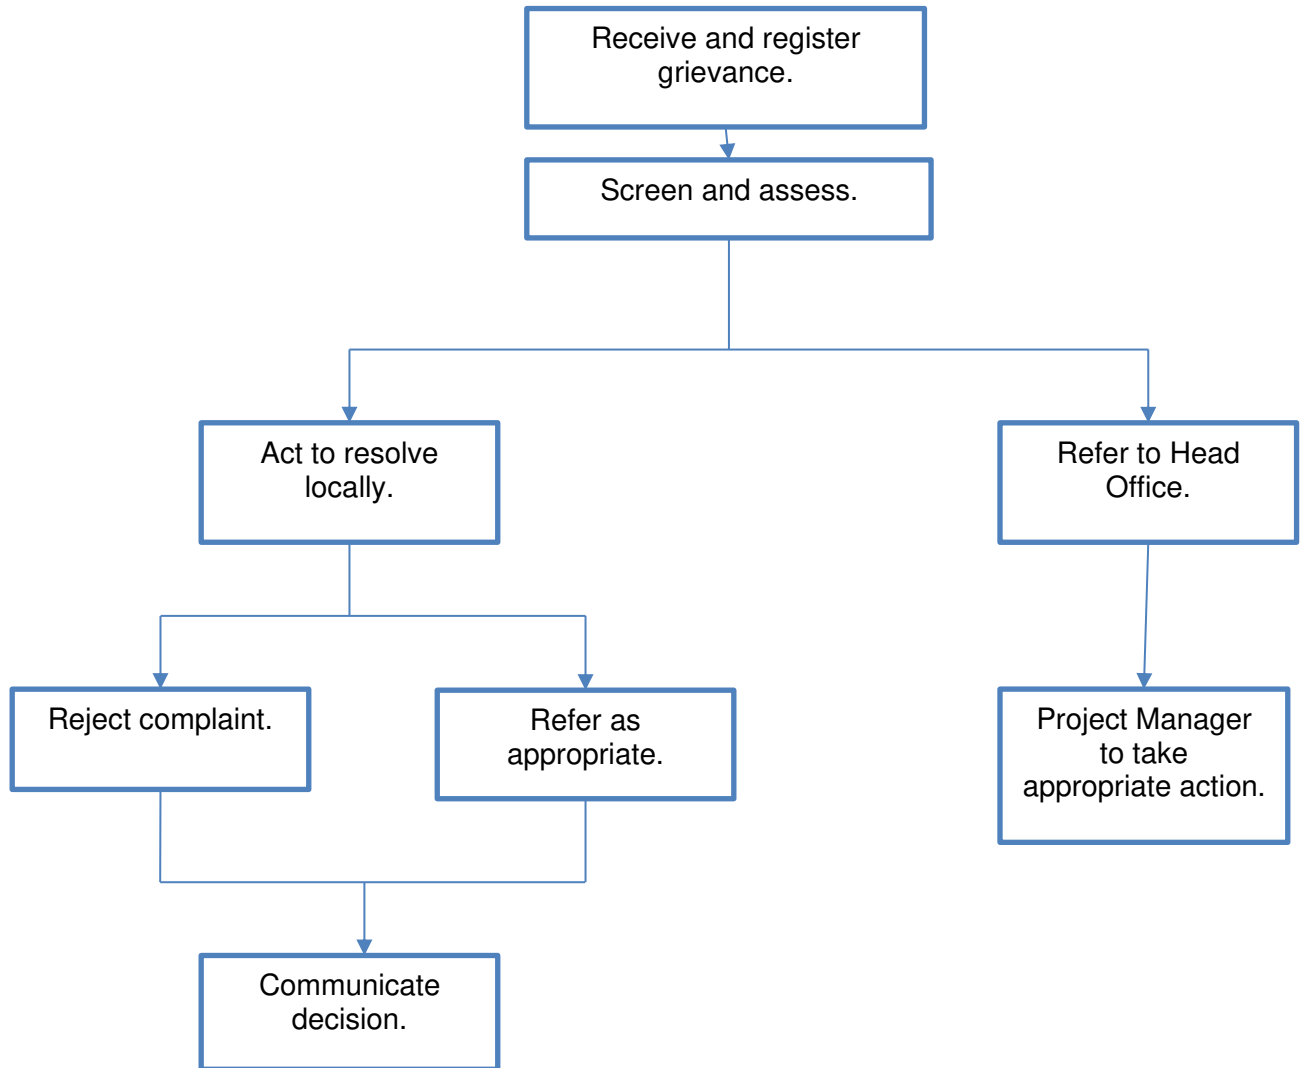 Receive and register
grievance.
Screen and assess.
Act to resolve
locally.
Refer to Head
Office.
Reject complaint.
Refer as
appropriate.
Project Manager
to take
appropriate action.
Communicate
decision.